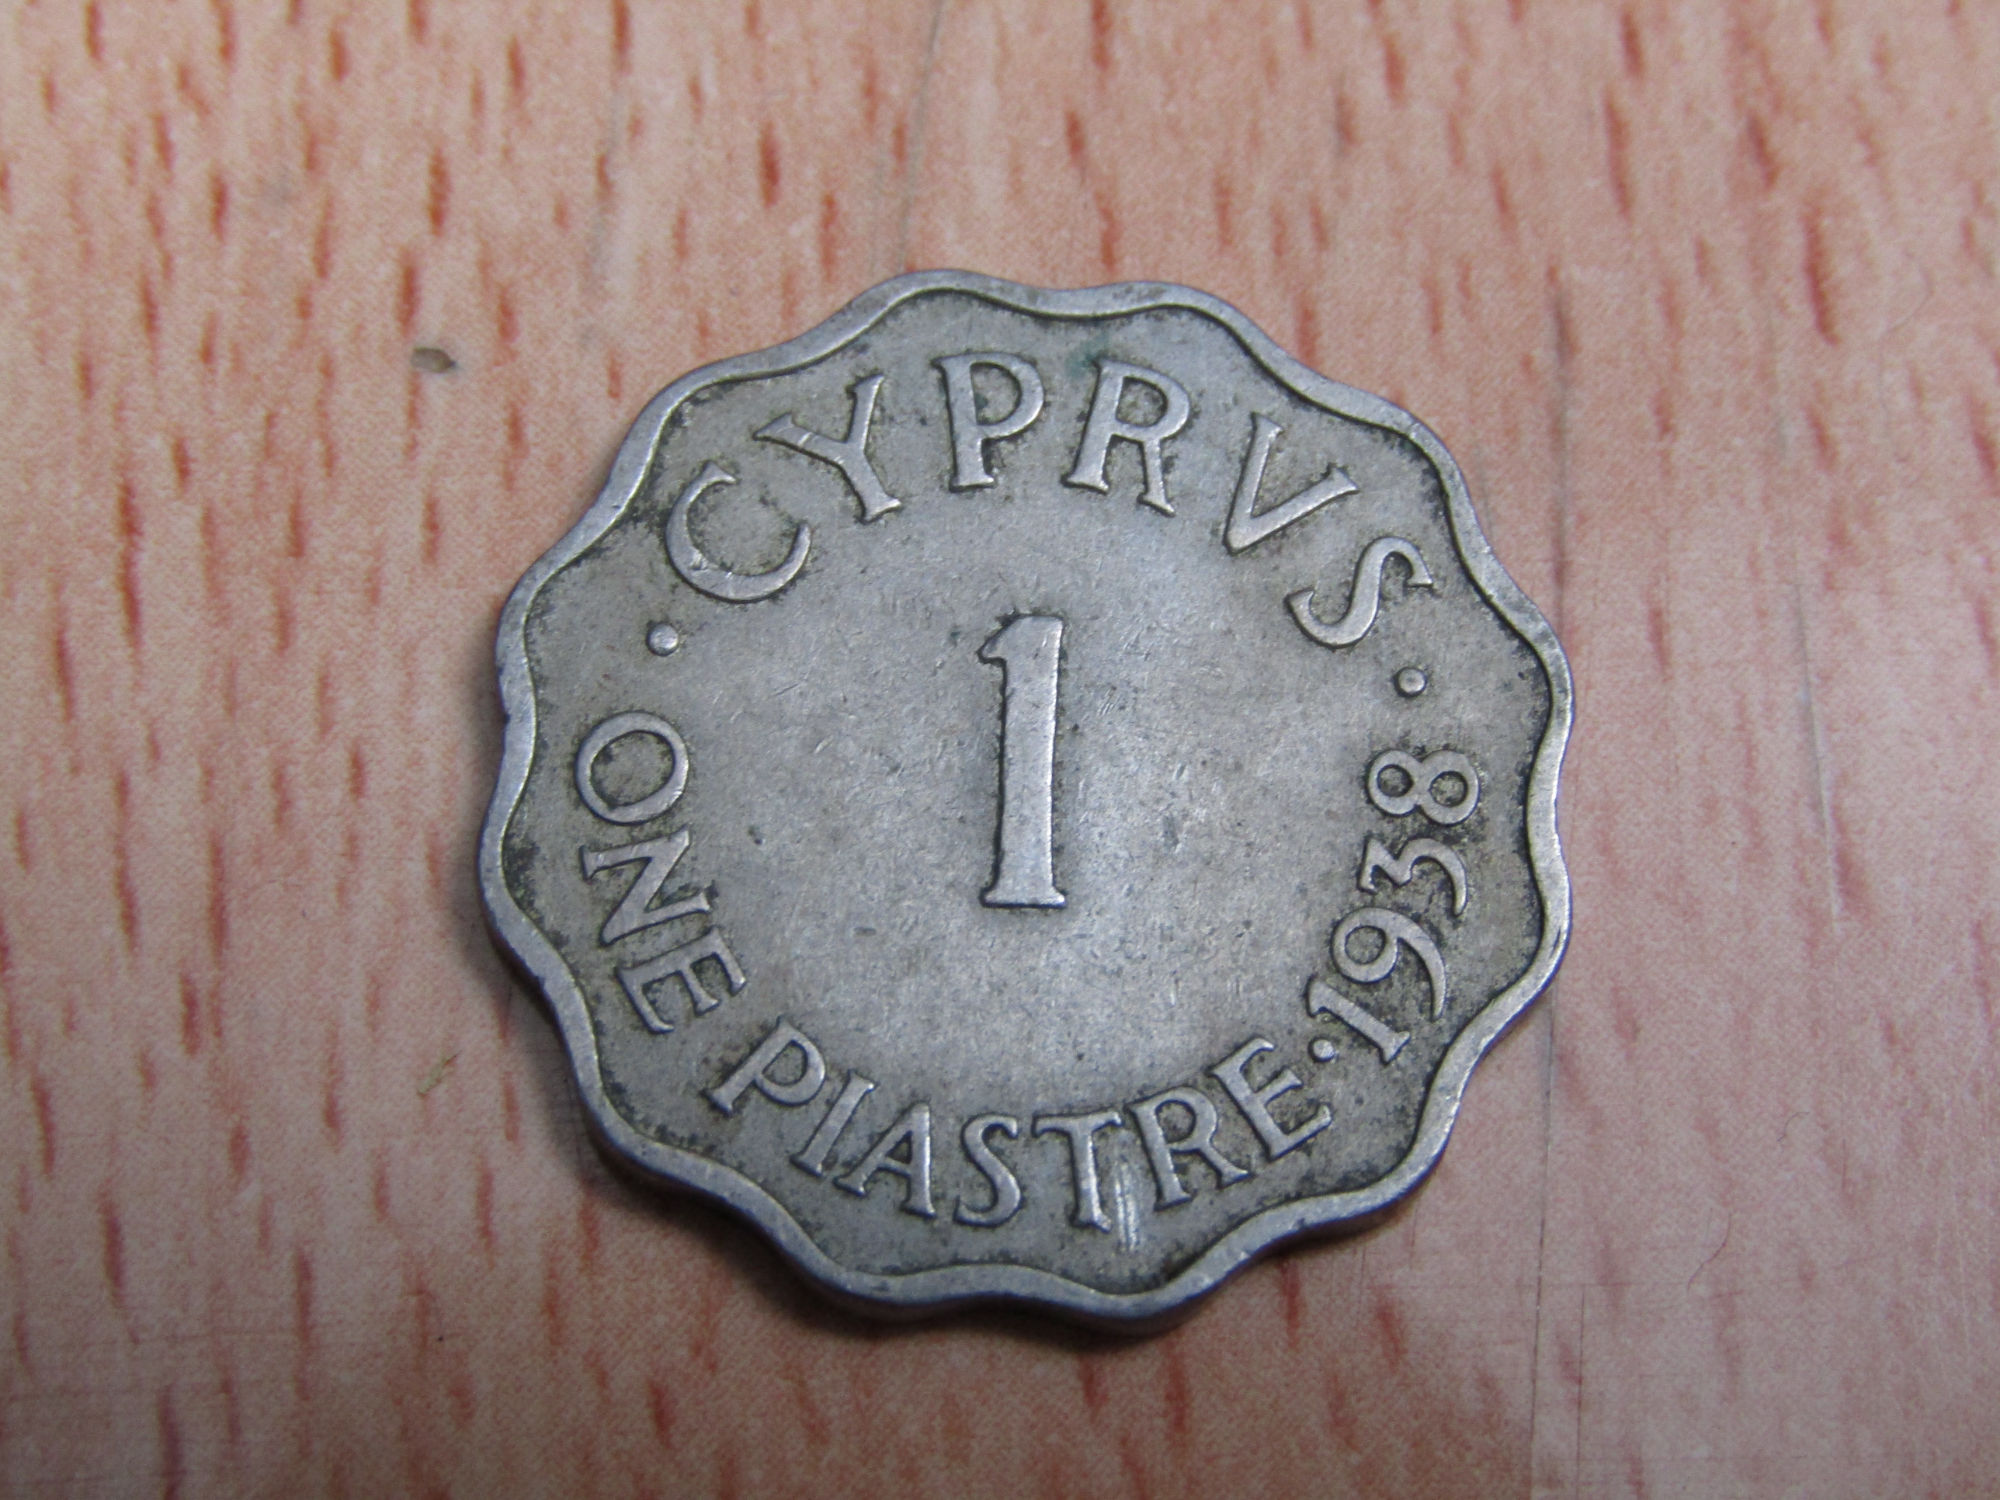 · CYPRVS ·
1
ONE PIASTRE · 1938